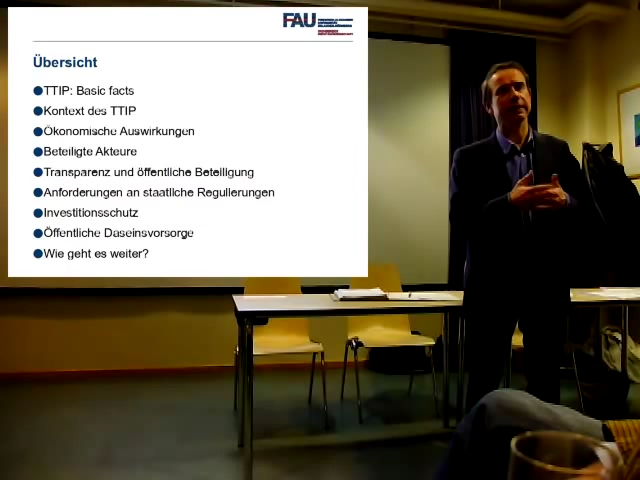 FAU
Übersicht
TTIP: Basic facts
Kontext des TTIP
Ökonomische Auswirkungen
Beteiligte Akteure
Transparenz und öffentliche Beteiligung
Anforderungen an staatliche Regulierungen
Investitionsschutz
Öffentliche Daseinsvorsorge
Wie geht es weiter?